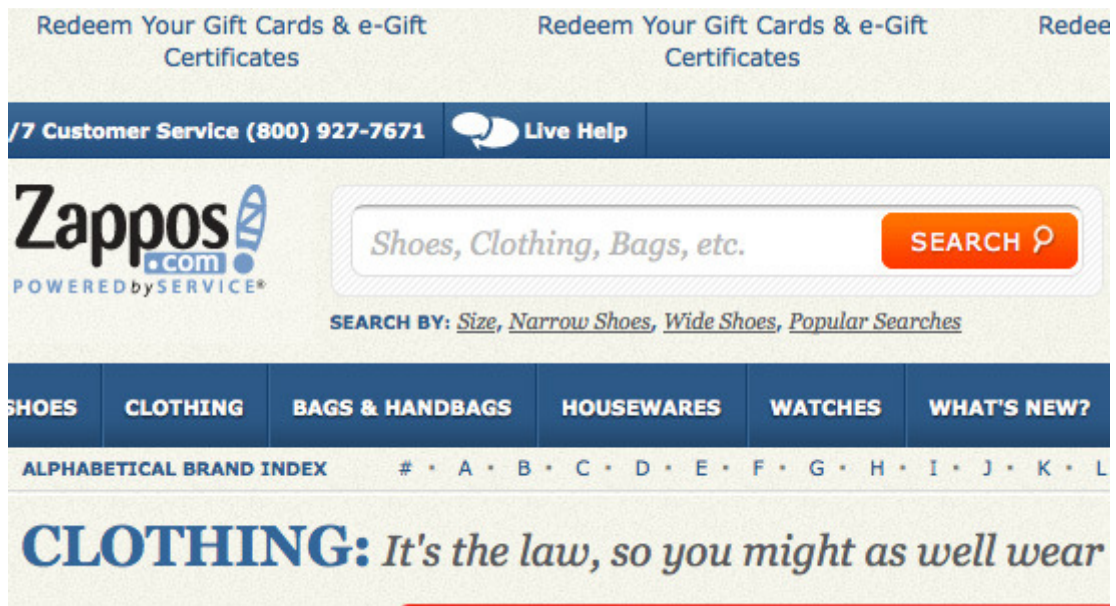 Redeem Your Gift Cards & e-Gift Certificates
Redeem Your Gift Cards & e-Gift Certificates
/7 Customer Service (800) 927-7671 Live Help
Zappos
.com
POWERED by SERVICE®
Shoes, Clothing, Bags, etc.
SEARCH
SEARCH BY: Size, Narrow Shoes, Wide Shoes, Popular Searches
SHOES CLOTHING BAGS & HANDBAGS HOUSEWARES WATCHES WHAT'S NEW?
ALPHABETICAL BRAND INDEX # · A · B · C · D · E · F · G · H · I · J · K · L
CLOTHING: It's the law, so you might as well wear